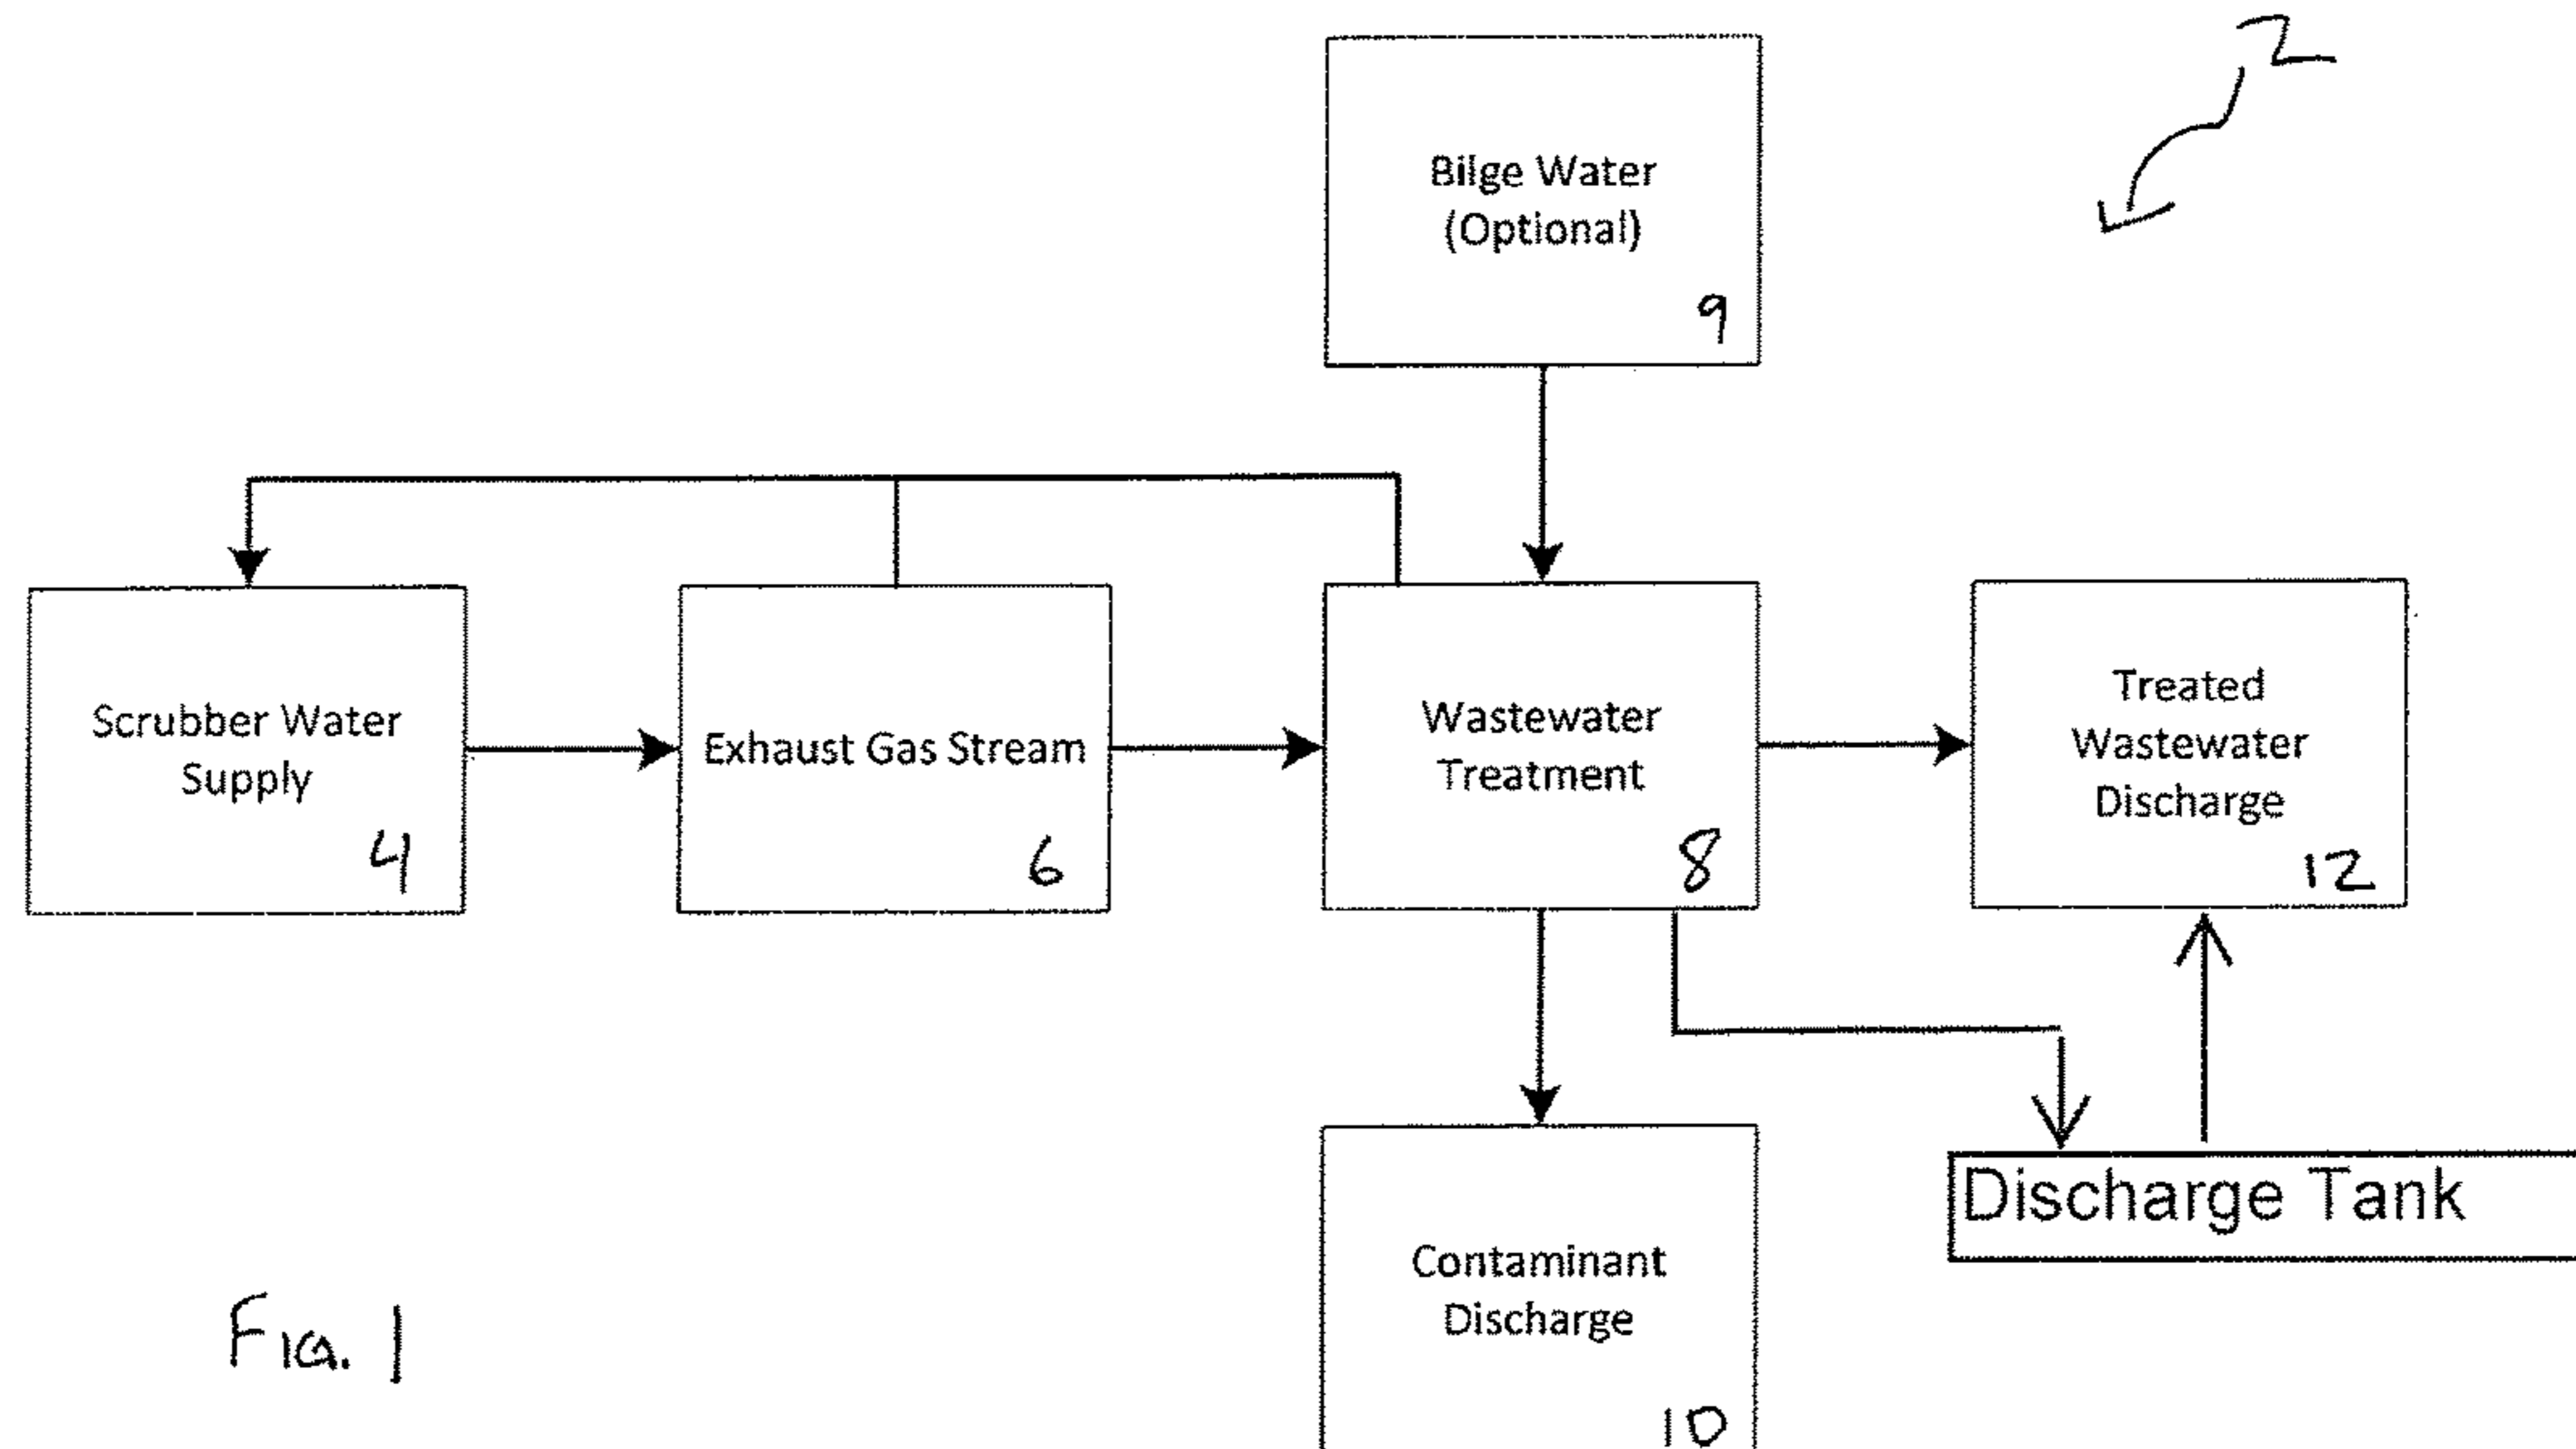 2
Bilge Water
(Optional)
9
Scrubber Water
Supply
4
Exhaust Gas Stream
6
Wastewater
Treatment
8
Treated
Wastewater
Discharge
12
Discharge Tank
Contaminant
Discharge
10
FIG. 1